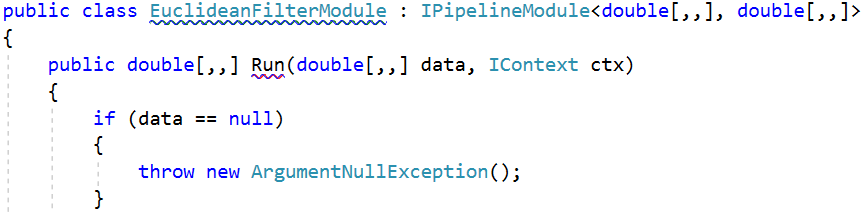 public class EuclideanFilterModule : IPipelineModule<double[,,], double[,,]>
{
public double[,,] Run(double[,,] data, IContext ctx)
{
if (data == null)
{
throw new ArgumentNullException();
}